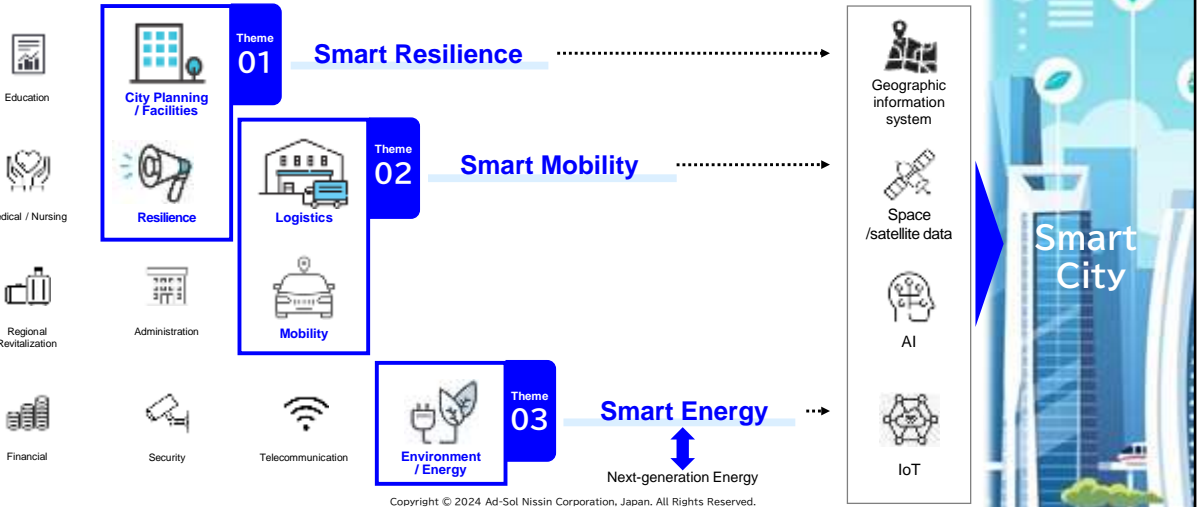 Education
City Planning
/ Facilities
Theme
01
Smart Resilience
Geographic
information
system
edical / Nursing
Resilience
Logistics
Theme
02
Smart Mobility
Space
/satellite data
Smart
City
Regional
Revitalization
Administration
Mobility
AI
Financial
Security
Telecommunication
Environment
/ Energy
Theme
03
Smart Energy
Next-generation Energy
IoT
Copyright © 2024 Ad-Sol Nissin Corporation, Japan. All Rights Reserved.